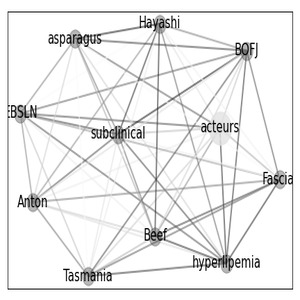 Hayashi
asparagus
BOFJ
EBSLN
subclinical
acteurs
Fascia
Anton
Beef
hyperlipemia
Tasmania